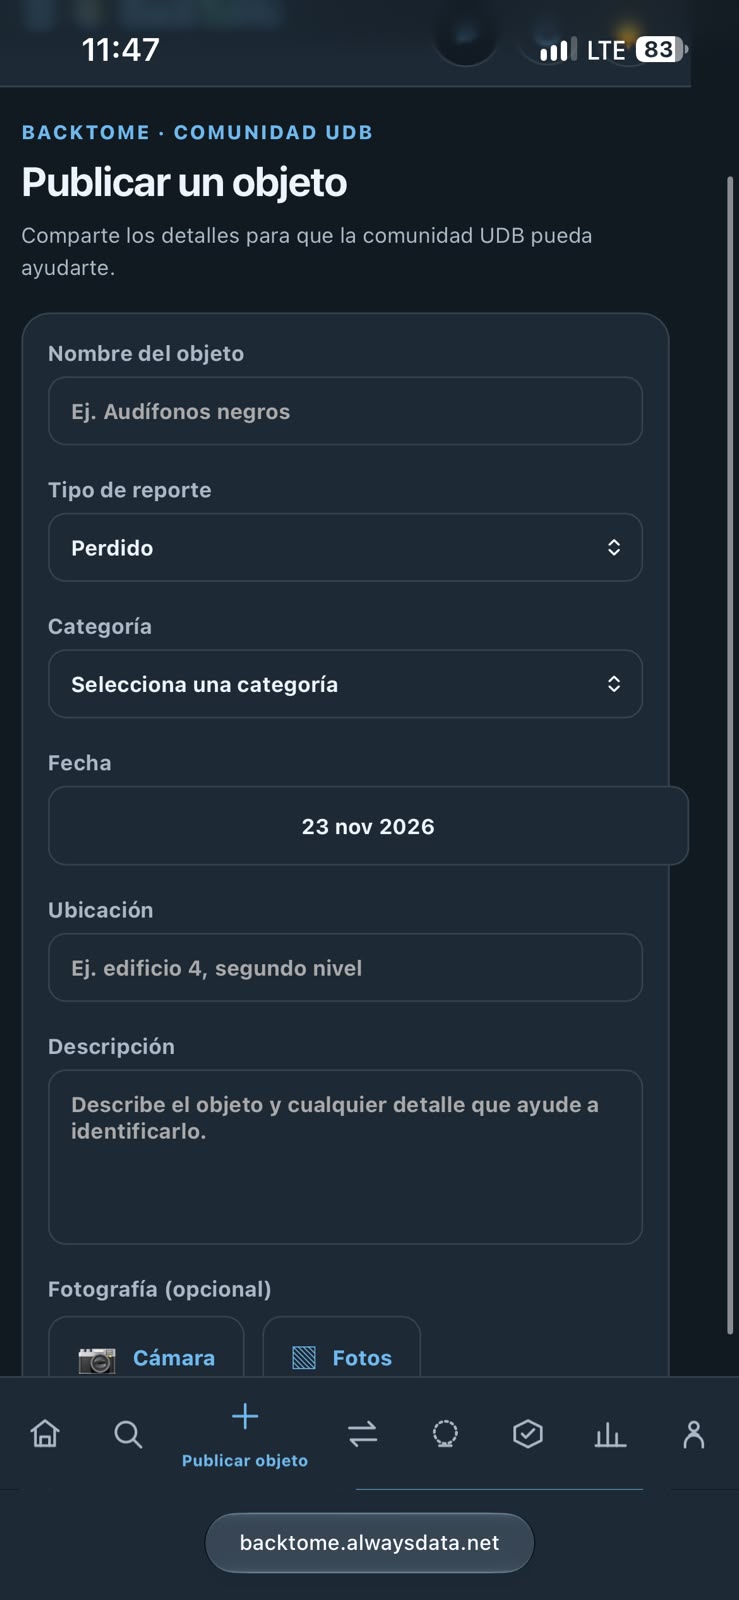 11:47
LTE 83
BACKTOME · COMUNIDAD UDB
Publicar un objeto
Comparte los detalles para que la comunidad UDB pueda
ayudarte.
Nombre del objeto
Ej. Audífonos negros
Tipo de reporte
Perdido
Categoría
Selecciona una categoría
Fecha
23 nov 2026
Ubicación
Ej. edificio 4, segundo nivel
Descripción
Describe el objeto y cualquier detalle que ayude a
identificarlo.
Fotografía (opcional)
Cámara
Fotos
Publicar objeto
backtome.alwaysdata.net